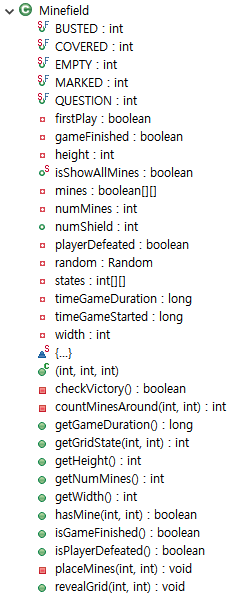 Minefield
BUSTED : int
COVERED : int
EMPTY : int
MARKED : int
QUESTION : int
firstPlay : boolean
gameFinished : boolean
height : int
isShowAllMines : boolean
mines : boolean[][]
numMines : int
numShield : int
playerDefeated : boolean
random : Random
states : int[][]
timeGameDuration : long
timeGameStarted : long
width : int
{...}
(int, int, int)
checkVictory() : boolean
countMinesAround(int, int) : int
getGameDuration() : long
getGridState(int, int) : int
getHeight() : int
getNumMines() : int
getWidth() : int
hasMine(int, int) : boolean
isGameFinished() : boolean
isPlayerDefeated() : boolean
placeMines(int, int) : void
revealGrid(int, int) : void